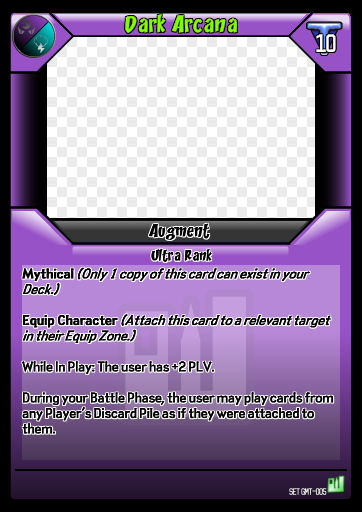 Dark Arcana
10
Augment
Ultra Rank
Mythical (Only 1 copy of this card can exist in your
Deck.)
Equip Character (Attach this card to a relevant target
in their Equip Zone.)
While In Play: The user has +2 PLV.
During your Battle Phase, the user may play cards from
any Player's Discard Pile as if they were attached to
them.
SET GMT-005